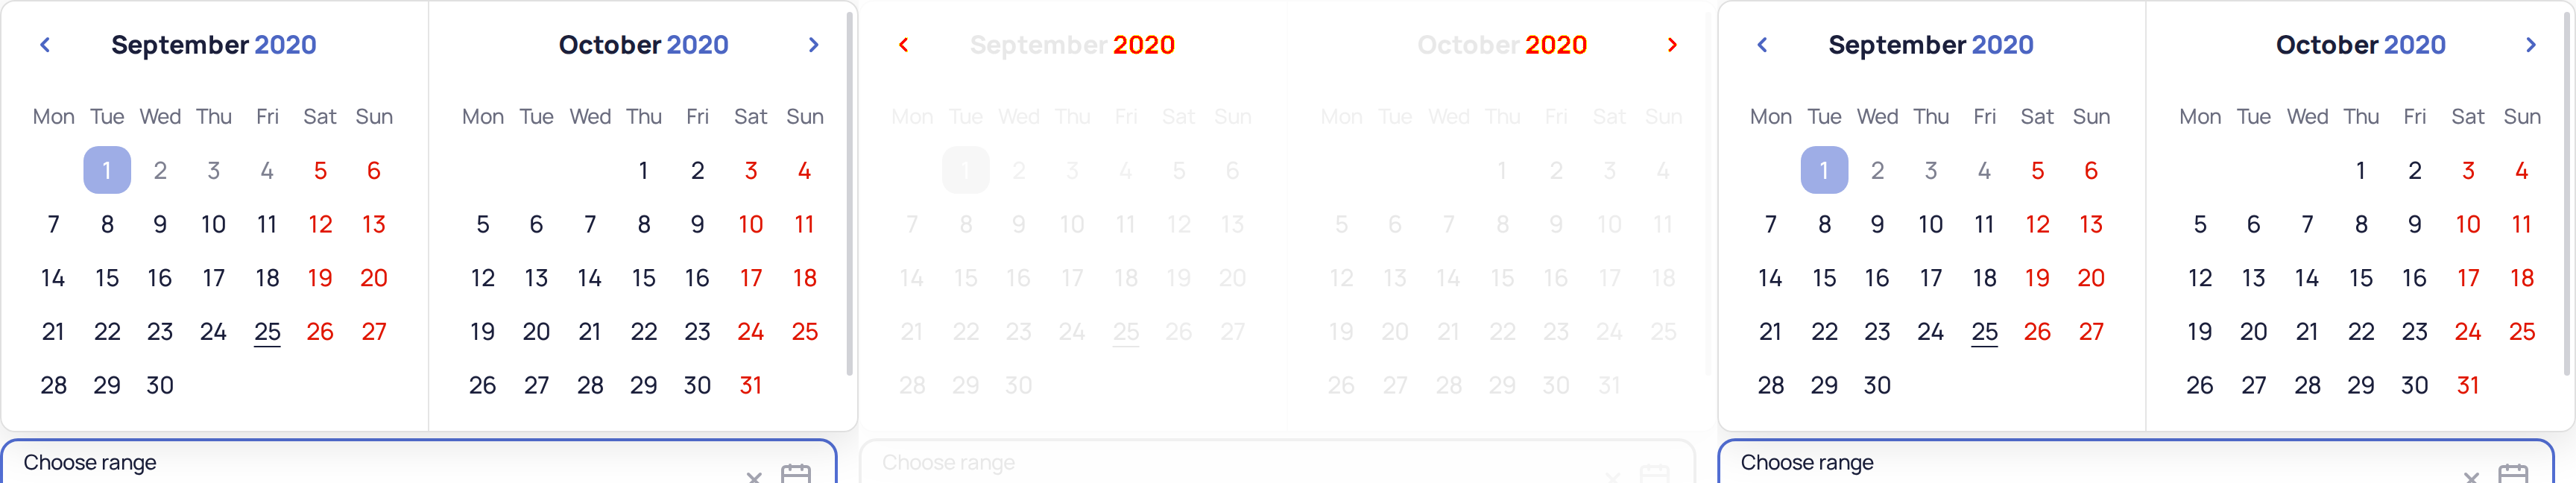 September 2020 October 2020 September 2020 October 2020 September 2020 October 2020
Mon Tue Wed Thu Fri Sat Sun Mon Tue Wed Thu Fri Sat Sun Mon Tue Wed Thu Fri Sat Sun Mon Tue Wed Thu Fri Sat Sun Mon Tue Wed Thu Fri Sat Sun Mon Tue Wed Thu Fri Sat Sun
1 2 3 4 5 6 1 2 3 4 1 2 3 4 5 6 1 2 3 4 1 2 3 4 5 6 1 2 3 4
7 8 9 10 11 12 13 5 6 7 8 9 10 11 7 8 9 10 11 12 13 5 6 7 8 9 10 11 7 8 9 10 11 12 13 5 6 7 8 9 10 11
14 15 16 17 18 19 20 12 13 14 15 16 17 18 14 15 16 17 18 19 20 12 13 14 15 16 17 18 14 15 16 17 18 19 20 12 13 14 15 16 17 18
21 22 23 24 25 26 27 19 20 21 22 23 24 25 21 22 23 24 25 26 27 19 20 21 22 23 24 25 21 22 23 24 25 26 27 19 20 21 22 23 24 25
28 29 30 26 27 28 29 30 31 28 29 30 26 27 28 29 30 31 28 29 30 26 27 28 29 30 31
Choose range Choose range Choose range